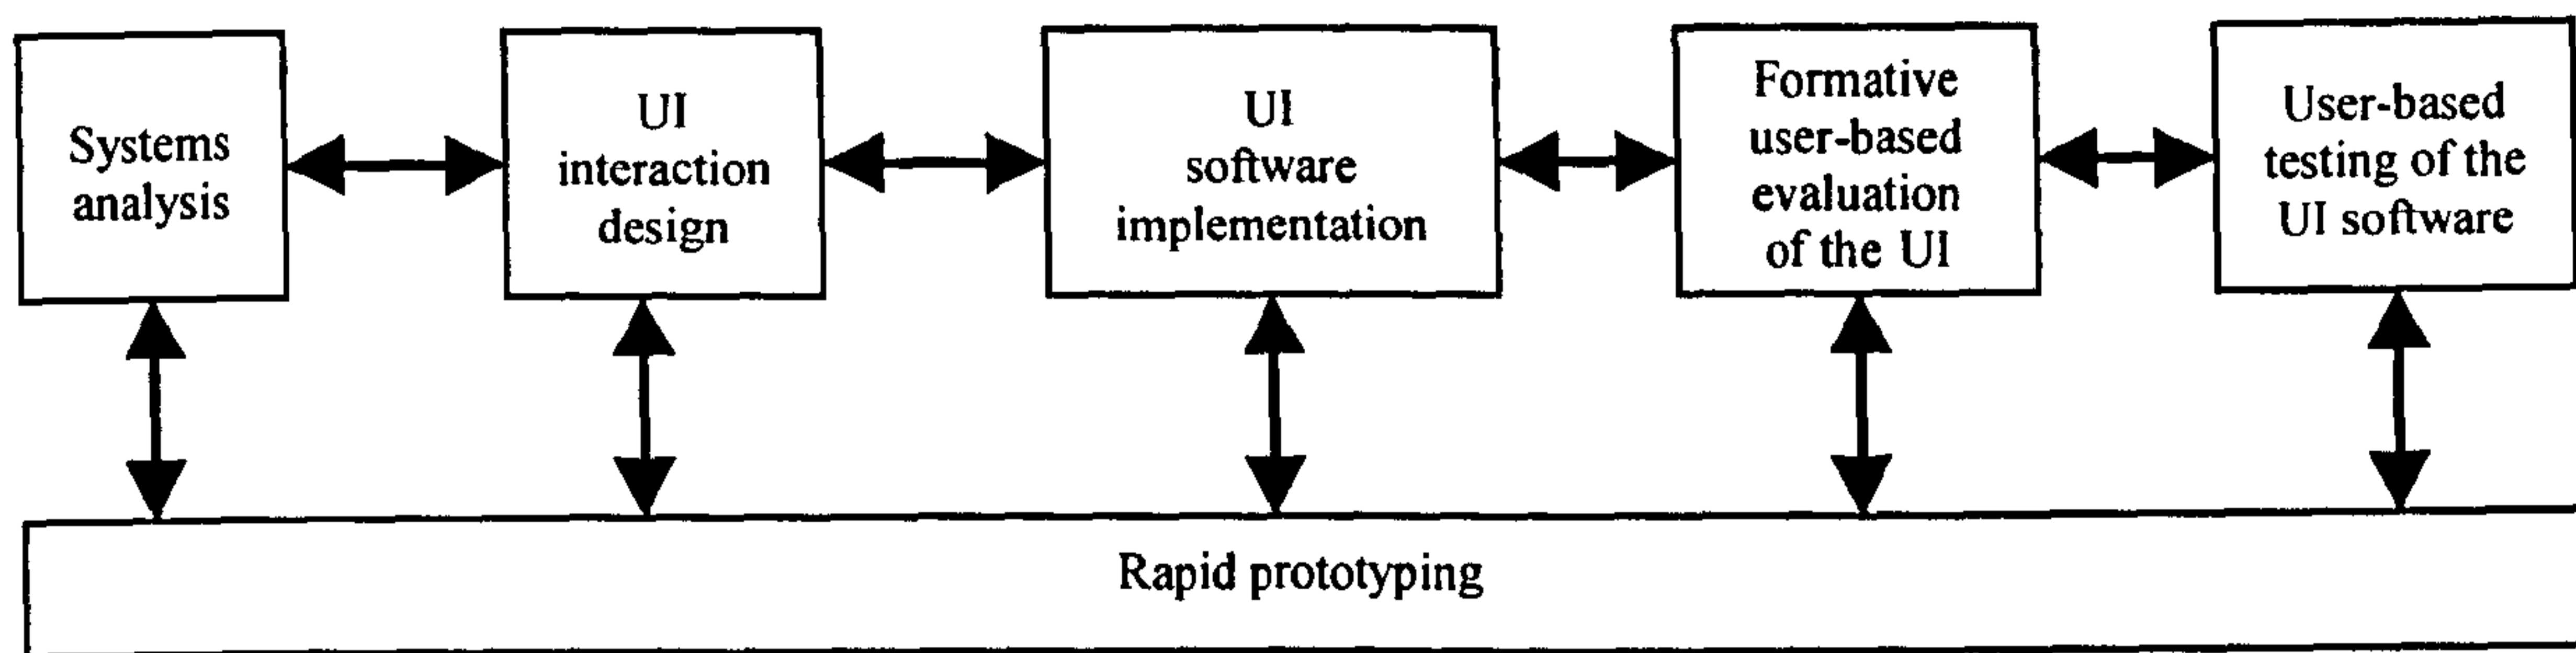 Systems
analysis
UI
interaction
design
UI
software
implementation
Formative
user-based
evaluation
of the UI
User-based
testing of the
UI software
Rapid prototyping